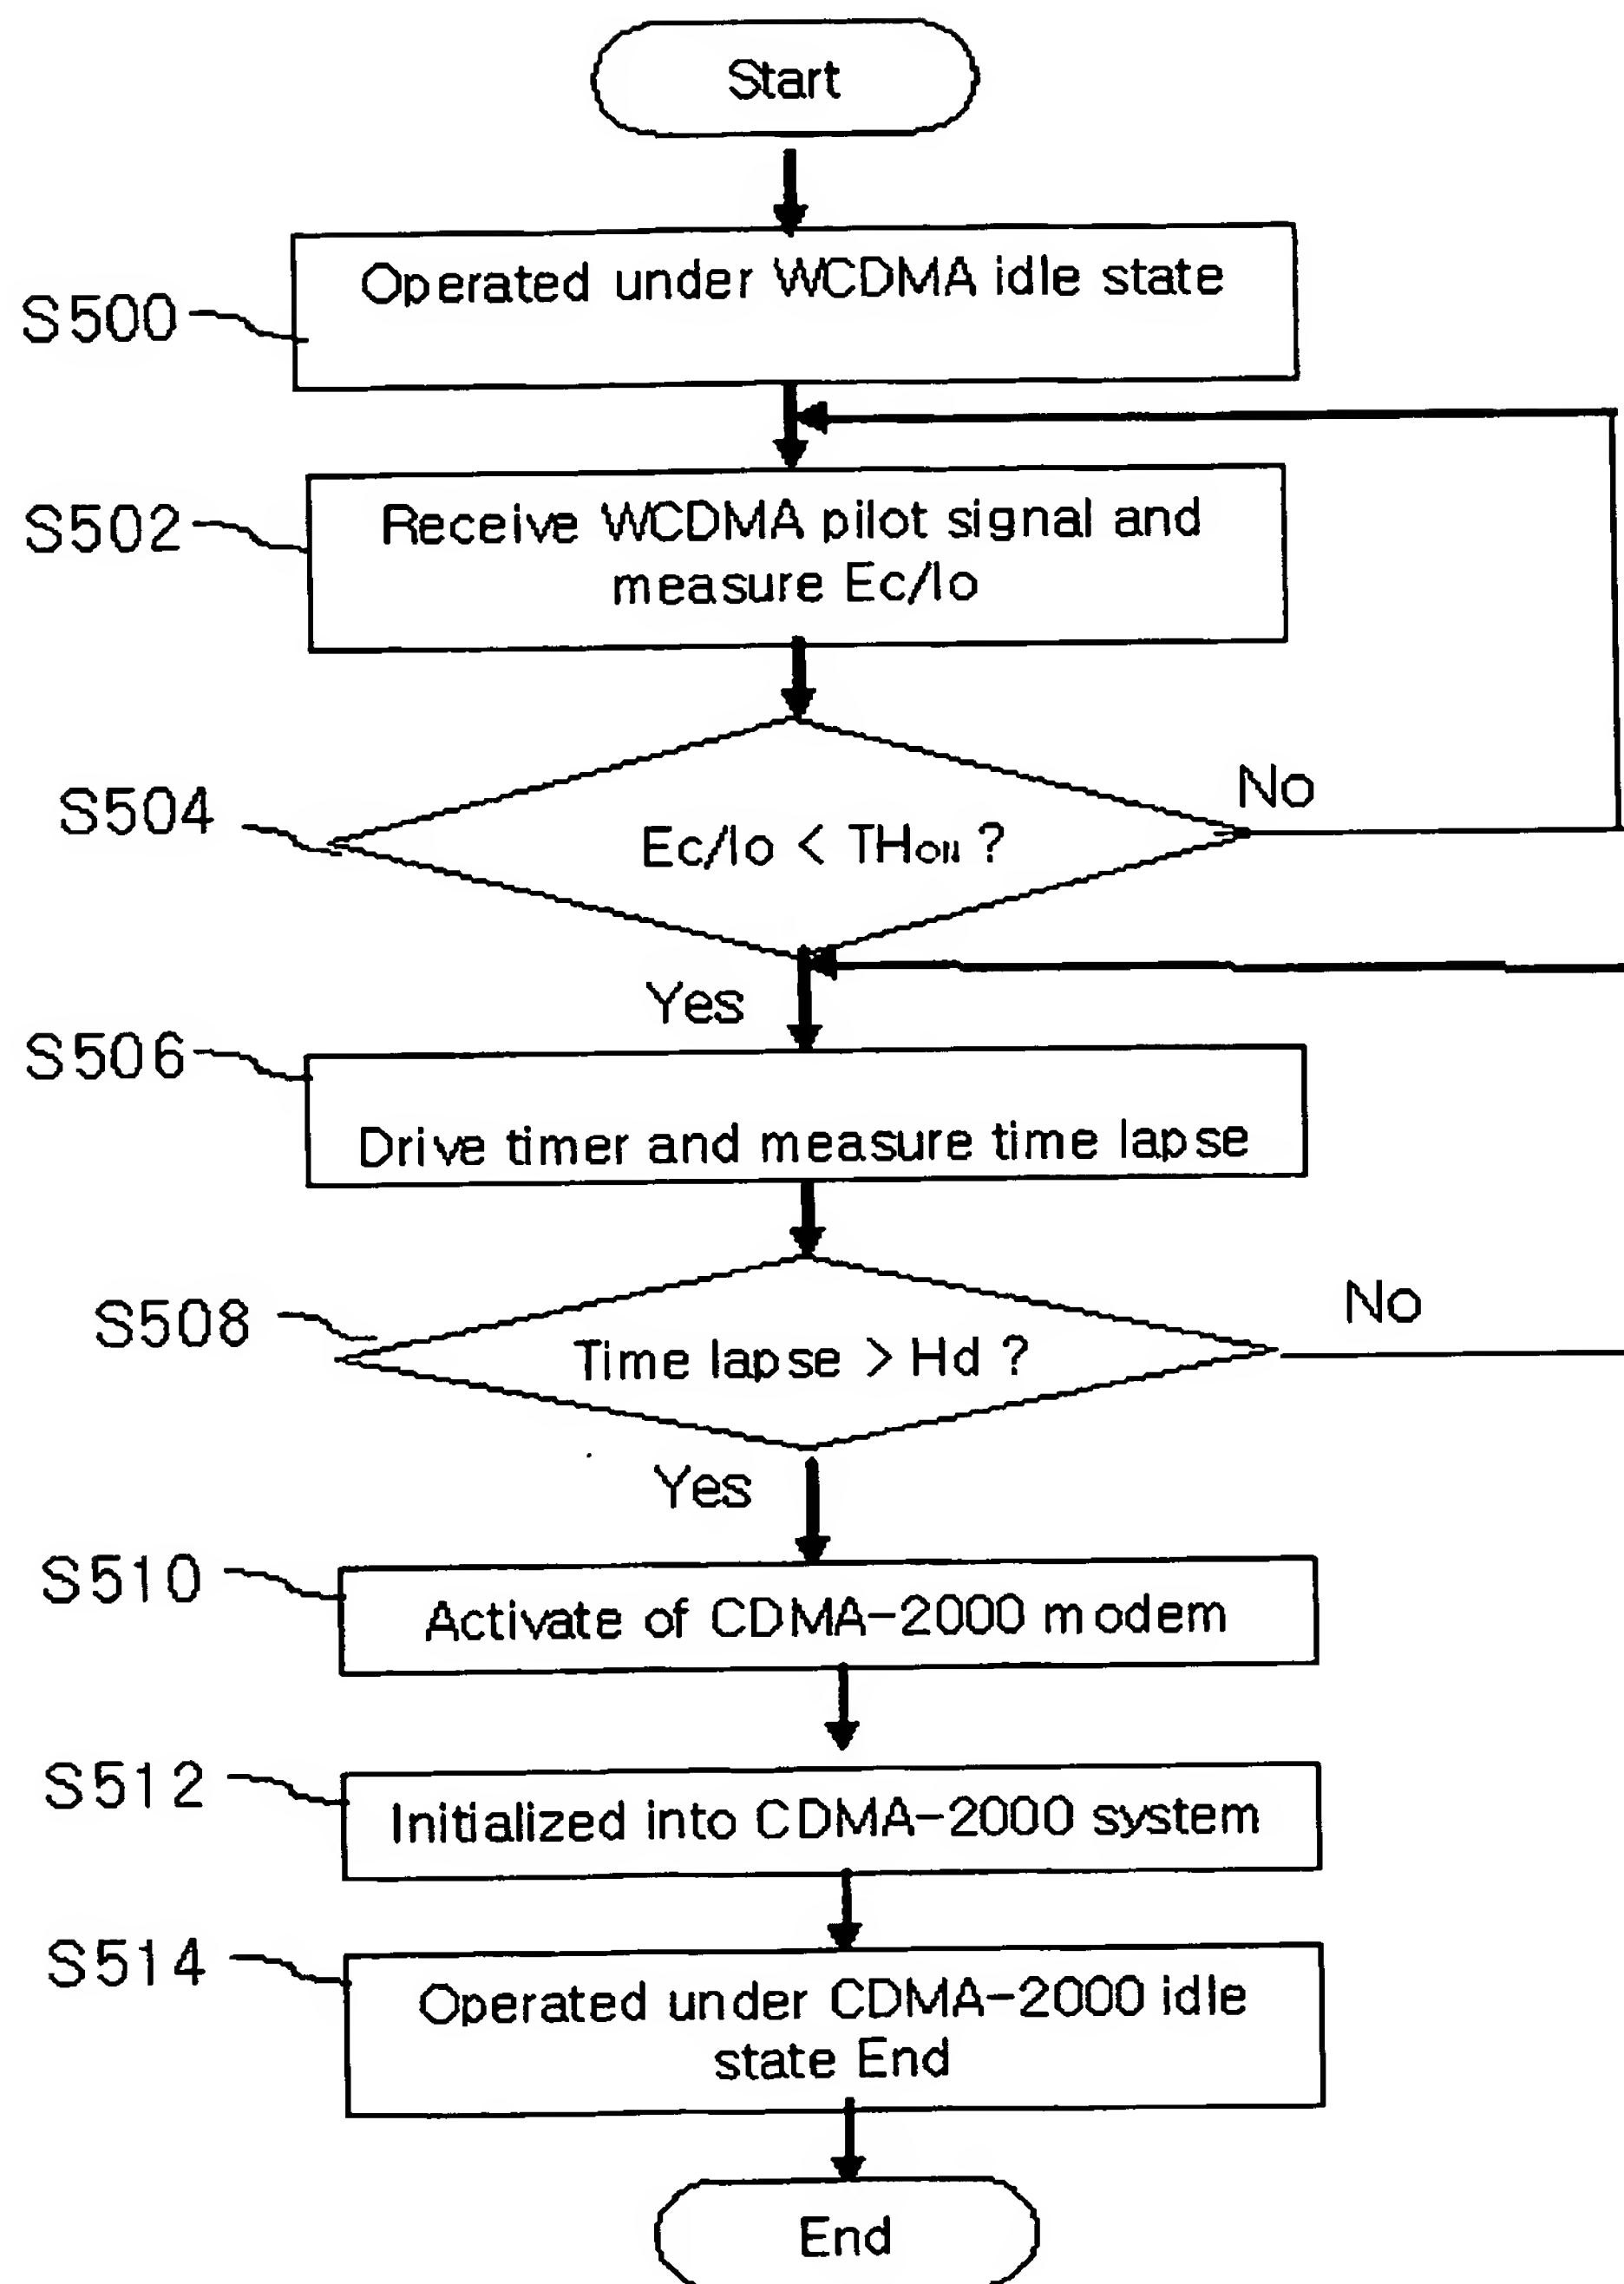 Start
Operated under WCDMA idle state
S500
S502
Receive WCDMA pilot signal and
measure Ec/Io
S504
No
Ec/Io < THON ?
Yes
S506
Drive timer and measure time lapse
S508
No
Time lapse > Hd ?
Yes
S510
Activate of CDMA-2000 modem
S512
Initialized into CDMA-2000 system
S514
Operated under CDMA-2000 idle
state End
End